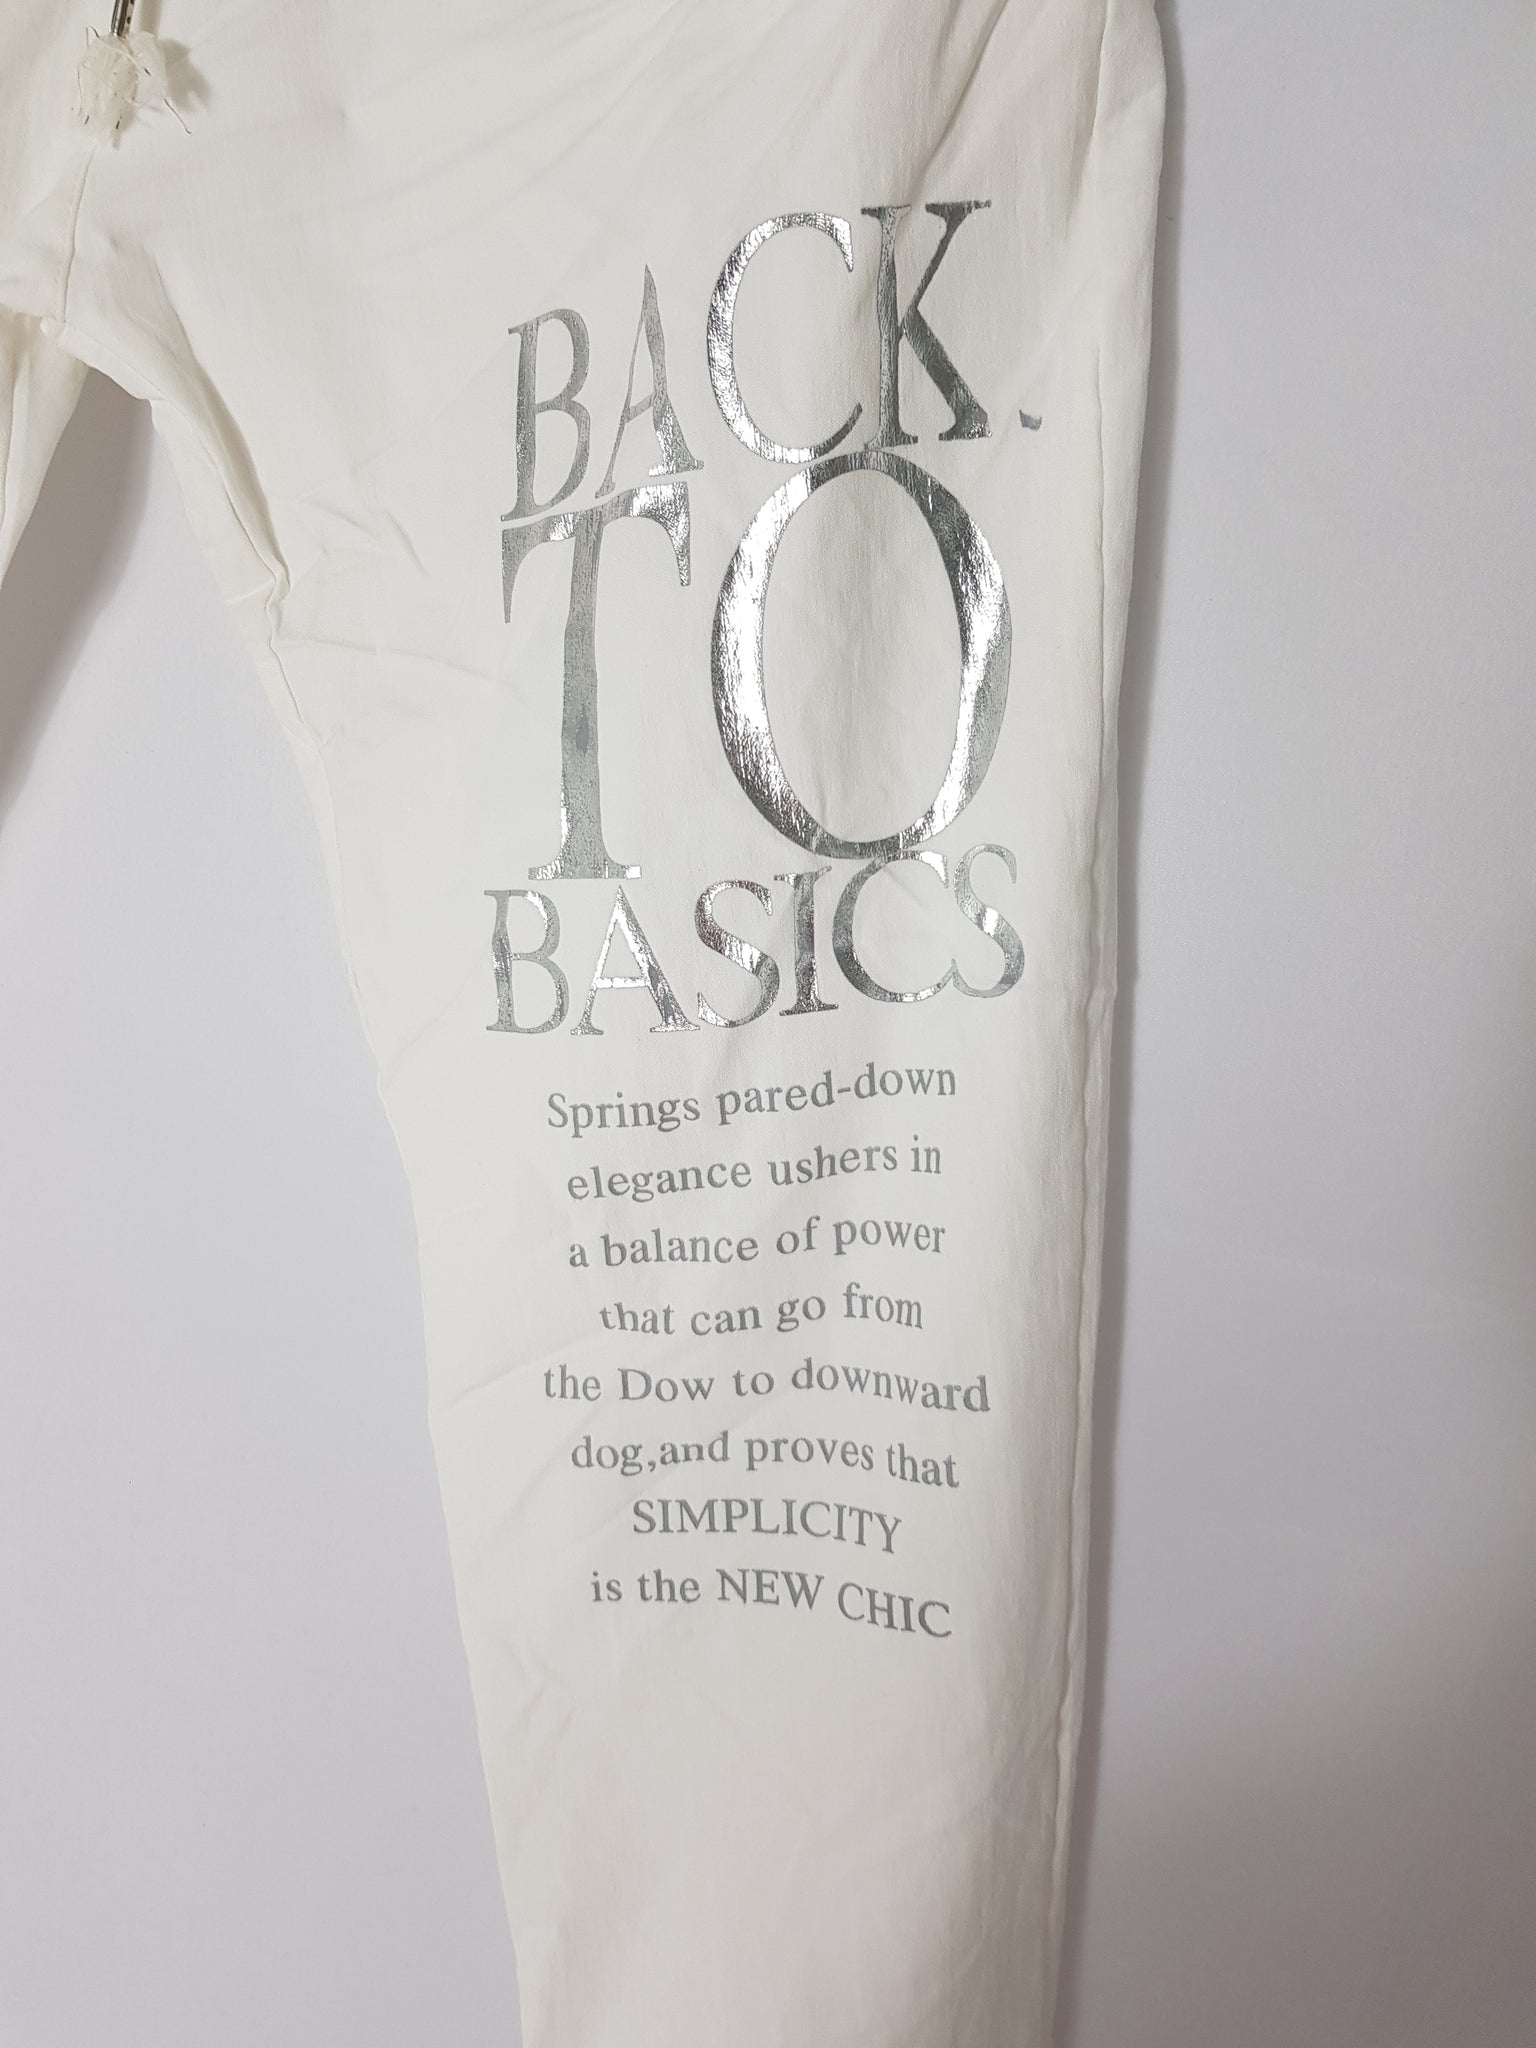 BACK
TO
BASICS
Springs pared-down
elegance ushers in
a balance of power
that can go from
the Dow to downward
dog,and proves that
SIMPLICITY
is the NEW CHIC